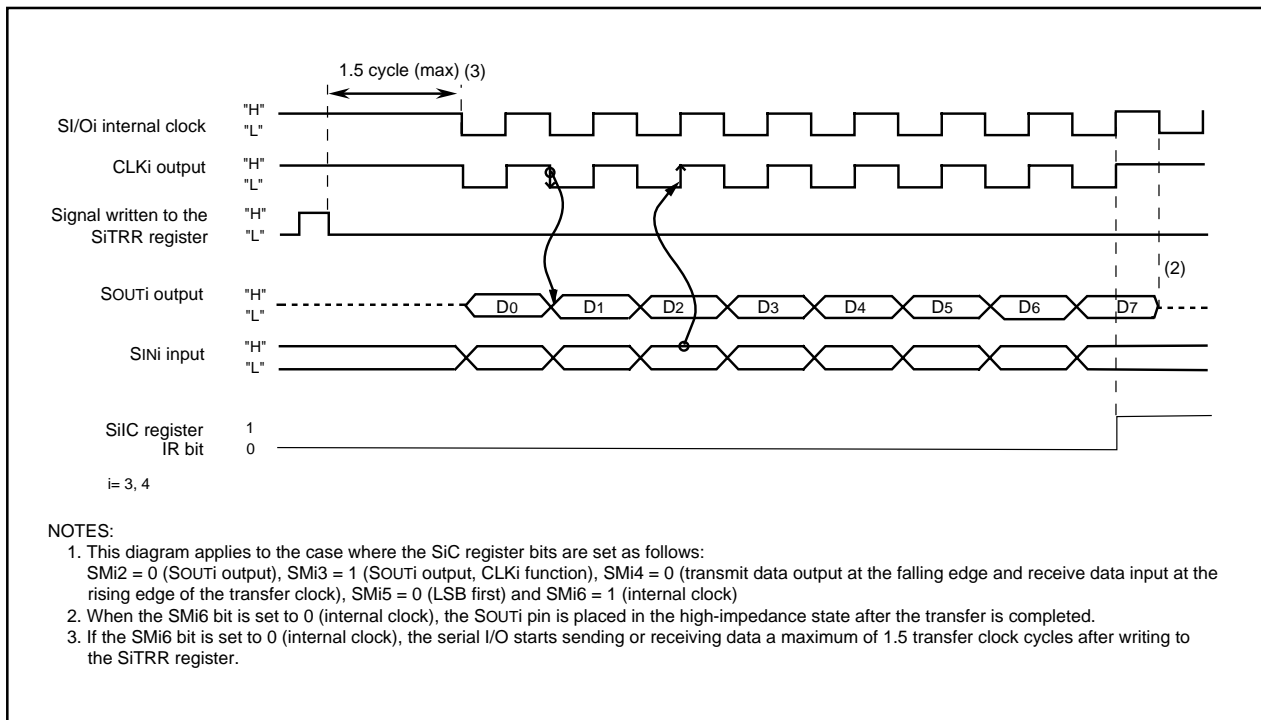 1.5 cycle (max) (3)
SI/Oi internal clock
"H"
"L"
CLKi output
"H"
"L"
Signal written to the
SiTRR register
"H"
"L"
(2)
SOUTi output
"H"
"L"
D0 D1 D2 D3 D4 D5 D6 D7
SINi input
"H"
"L"
SiIC register
IR bit
1
0
i= 3, 4
NOTES:
1. This diagram applies to the case where the SiC register bits are set as follows:
SMi2 = 0 (SOUTi output), SMi3 = 1 (SOUTi output, CLKi function), SMi4 = 0 (transmit data output at the falling edge and receive data input at the
rising edge of the transfer clock), SMi5 = 0 (LSB first) and SMi6 = 1 (internal clock)
2. When the SMi6 bit is set to 0 (internal clock), the SOUTi pin is placed in the high-impedance state after the transfer is completed.
3. If the SMi6 bit is set to 0 (internal clock), the serial I/O starts sending or receiving data a maximum of 1.5 transfer clock cycles after writing to
the SiTRR register.